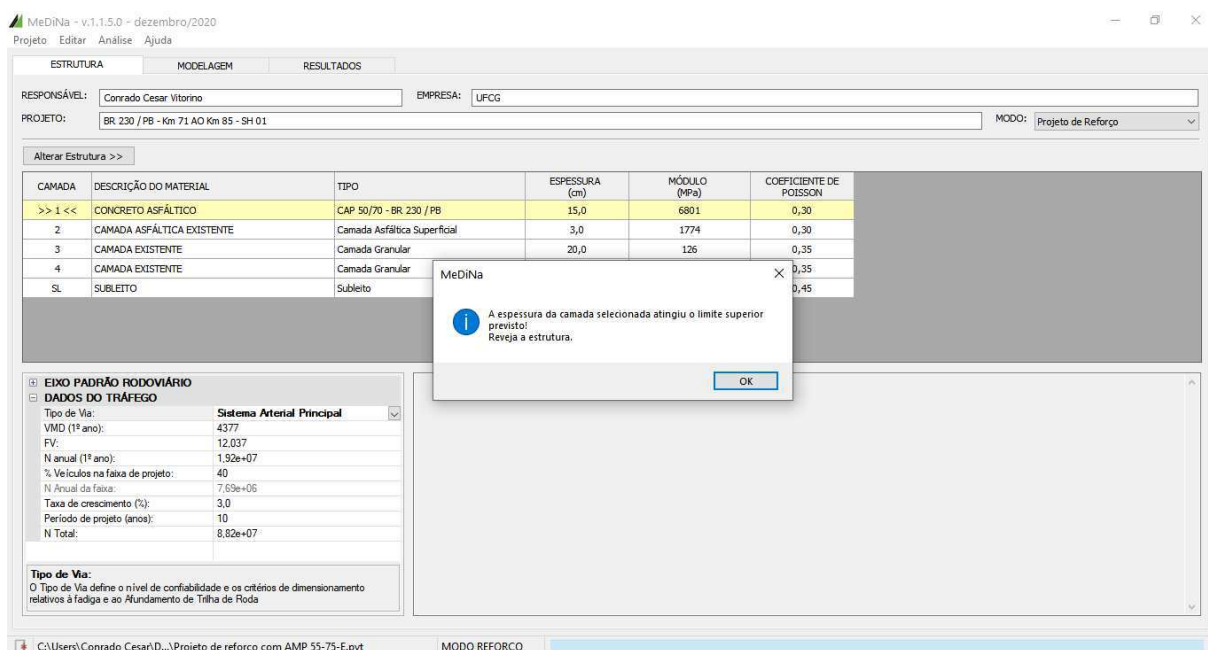 MeDiNa - v.1.1.5.0 - dezembro/2020
Projeto Editar Análise Ajuda
ESTRUTURA MODELAGEM RESULTADOS
RESPONSÁVEL: Conrado Cesar Vitorino EMPRESA: UFCG
PROJETO: BR 230 / PB - Km 71 AO Km 85 - SH 01 MODO: Projeto de Reforço
Alterar Estrutura >>
CAMADA DESCRIÇÃO DO MATERIAL TIPO ESPESSURA (cm) MÓDULO (MPa) COEFICIENTE DE POISSON
>> 1 << CONCRETO ASFÁLTICO CAP 50/70 - BR 230 / PB 15,0 6801 0,30
2 CAMADA ASFÁLTICA EXISTENTE Camada Asfáltica Superficial 3,0 1774 0,30
3 CAMADA EXISTENTE Camada Granular 20,0 126 0,35
4 CAMADA EXISTENTE Camada Granular 0,35
SL SUBLEITO Subleito 0,45
MeDiNa
A espessura da camada selecionada atingiu o limite superior
previsto!
Reveja a estrutura.
OK
EIXO PADRÃO RODOVIÁRIO
DADOS DO TRÁFEGO
Tipo de Via: Sistema Arterial Principal
VMD (1º ano): 4377
FV: 12,037
N anual (1º ano): 1,92e+07
% Veículos na faixa de projeto: 40
N Anual da faixa: 7,69e+06
Taxa de crescimento (%): 3,0
Período de projeto (anos): 10
N Total: 8,82e+07
Tipo de Via:
O Tipo de Via define o nível de confiabilidade e os critérios de dimensionamento
relativos à fadiga e ao Afundamento de Trilha de Roda
C:\Users\Conrado Cesar\D...\Projeto de reforço com AMP 55-75-E.pvt MODO REFORÇO